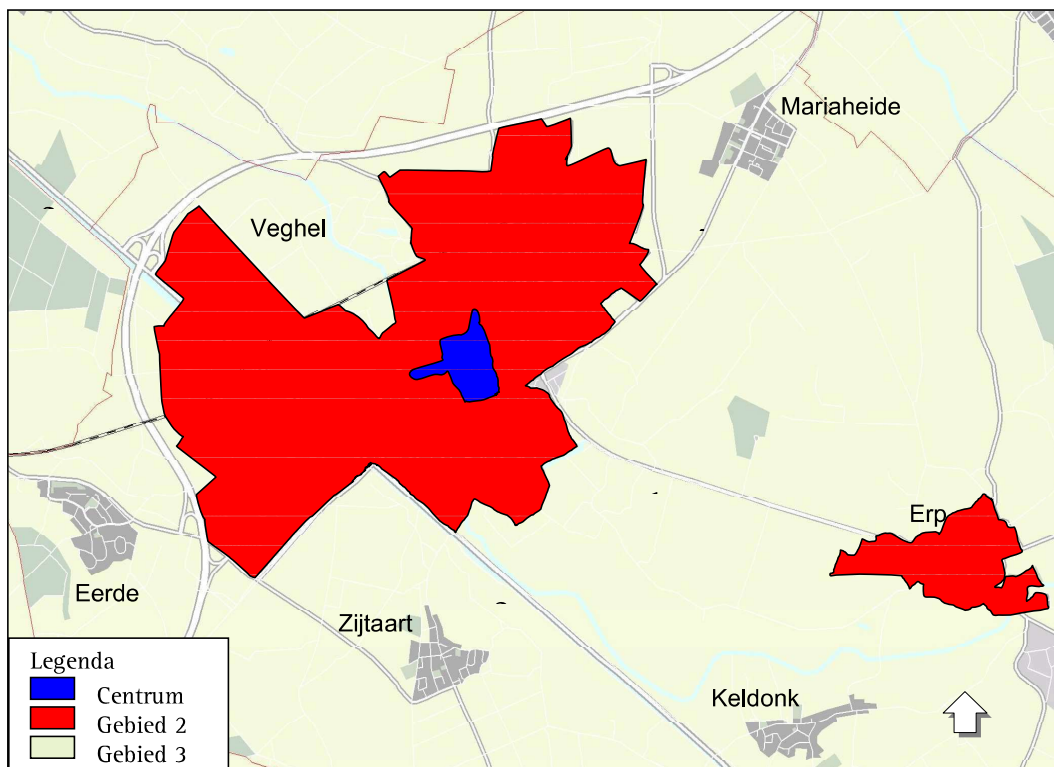 Mariaheide
Veghel
Erp
Eerde
Zijtaart
Keldonk
Legenda
Centrum
Gebied 2
Gebied 3